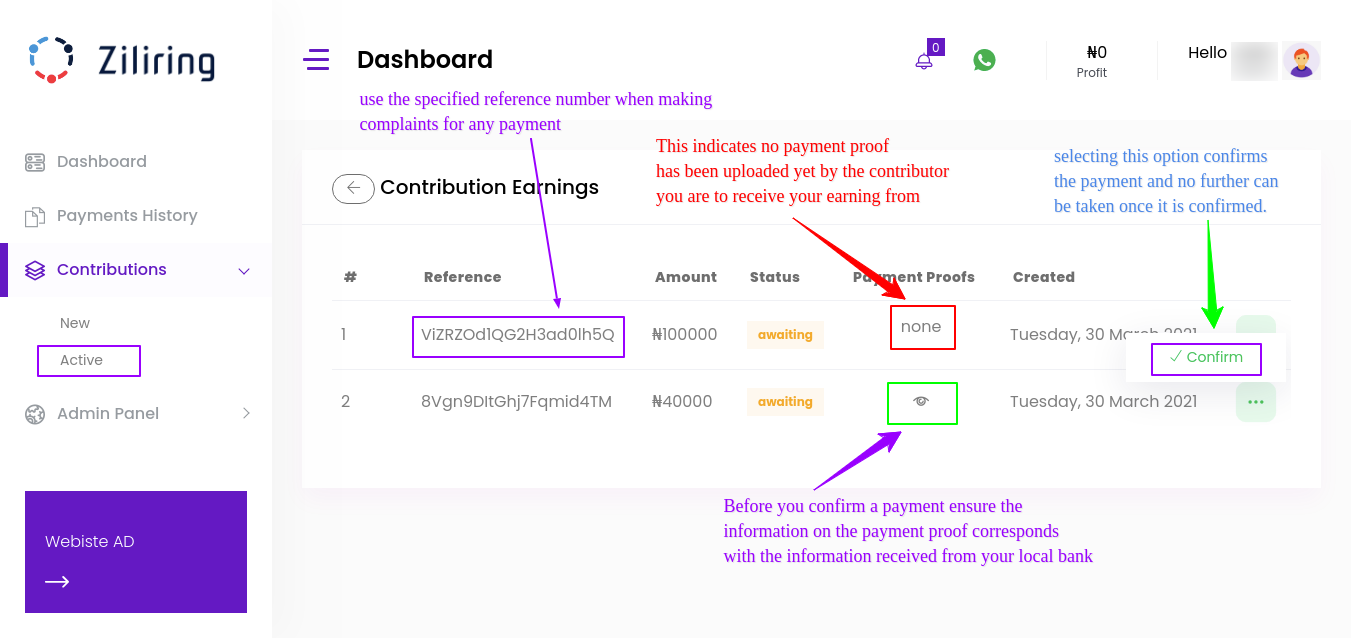 Ziliring
Dashboard
0
₦0
Profit
Hello
use the specified reference number when making
complaints for any payment
This indicates no payment proof
has been uploaded yet by the contributor
you are to receive your earning from
selecting this option confirms
the payment and no further can
be taken once it is confirmed.
Dashboard
Payments History
Contributions
New
Active
Admin Panel
Contribution Earnings
# Reference Amount Status Payment Proofs Created
1 ViZRZOd1QG2H3ad0lh5Q ₦100000 awaiting none Tuesday, 30 March 2021
✓ Confirm
2 8Vgn9DItGhj7Fqmid4TM ₦40000 awaiting Tuesday, 30 March 2021
Before you confirm a payment ensure the
information on the payment proof corresponds
with the information received from your local bank
Webiste AD